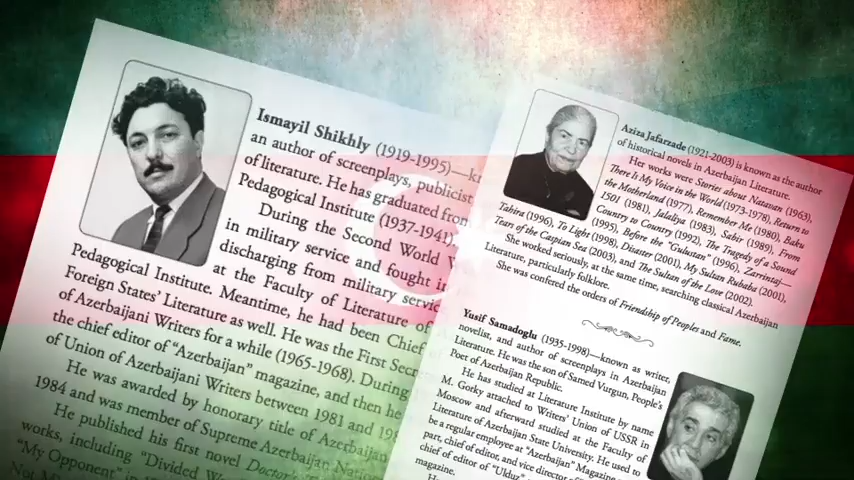 Ismayil Shikhly (1919-1995)—kn
an author of screenplays, publicist
of literature. He has graduated from
Pedagogical Institute (1937-1941)
During the Second World W
in military service and fought in
discharging from military service
at the Faculty of Literature of
Pedagogical Institute. Meantime, he had been Chief
Foreign States' Literature as well. He was the First Secr
of Azerbaijani Writers for a while (1965-1968). During
the chief editor of "Azerbaijan" magazine, and then he
of Union of Azerbaijani Writers between 1981 and 19
He was awarded by honorary title of Azerbaijan
1984 and was member of Supreme Azerbaijan Nation
He published his first novel
works, including "Divided
"My Opponent" in
Aziza Jafarzade (1921-2003) is known as the author
of historical novels in Azerbaijan Literature.
Her works were Stories about Natavan (1963),
There Is My Voice in the World (1973-1978), Return to
the Motherland (1977), Remember Me (1980), Baku
1501 (1981), Jalaliya (1983), Sabir (1989), From
Country to Country (1992), The Tragedy of a Sound
(1995), Before the "Gulustan" (1996), Zarrintaj—
Tahira (1996), To Light (1998), Disaster (2001), My Sultan Rubaba (2001),
Tears of the Caspian Sea (2003), and The Sultan of the Love (2002).
She worked seriously, at the same time, searching classical Azerbaijan
Literature, particularly folklore.
She was confered the orders of Friendship of Peoples and Fame.
Yusif Samadoglu (1935-1998)—known as writer,
novelist, and author of screenplays in Azerbaijan
Literature. He was the son of Samed Vurgun, People's
Poet of Azerbaijan Republic.
He has studied at Literature Institute by name
M. Gorky attached to Writers' Union of USSR in
Moscow and afterward studied at the Faculty of
Literature of Azerbaijan State University. He used to
be a regular employee at "Azerbaijan" Magazine
part, chief of editor, and vice director
chief of editor of "Ulduz"
magazine.